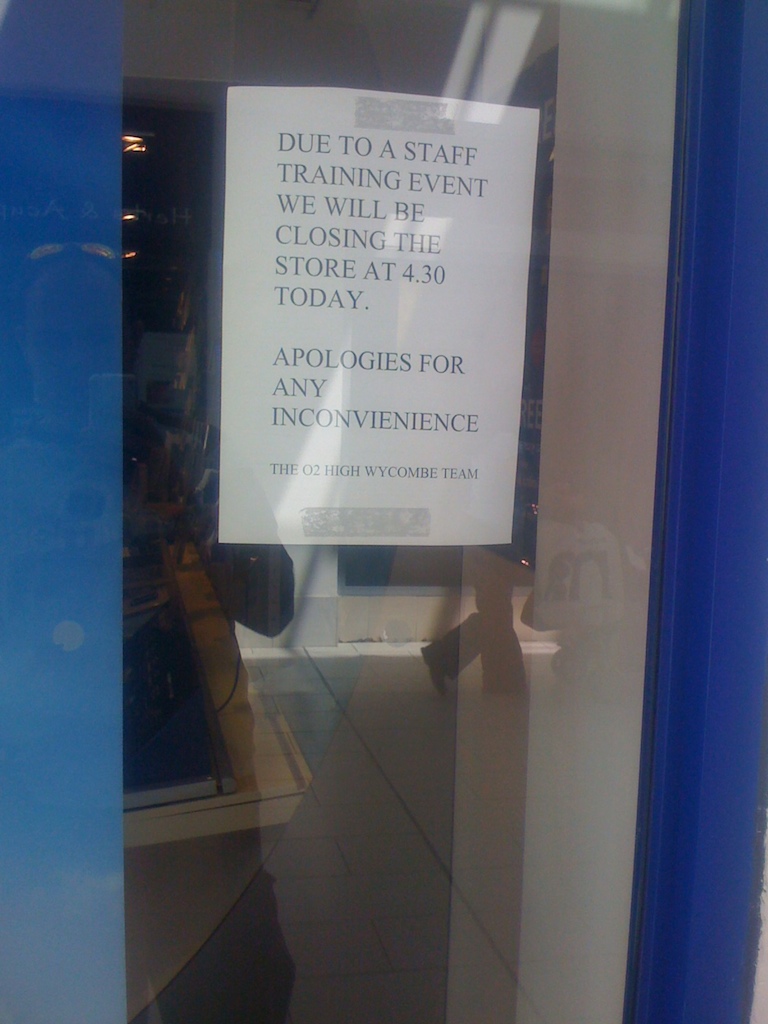 DUE TO A STAFF
TRAINING EVENT
WE WILL BE
CLOSING THE
STORE AT 4.30
TODAY.
APOLOGIES FOR
ANY
INCONVIENIENCE
THE O2 HIGH WYCOMBE TEAM